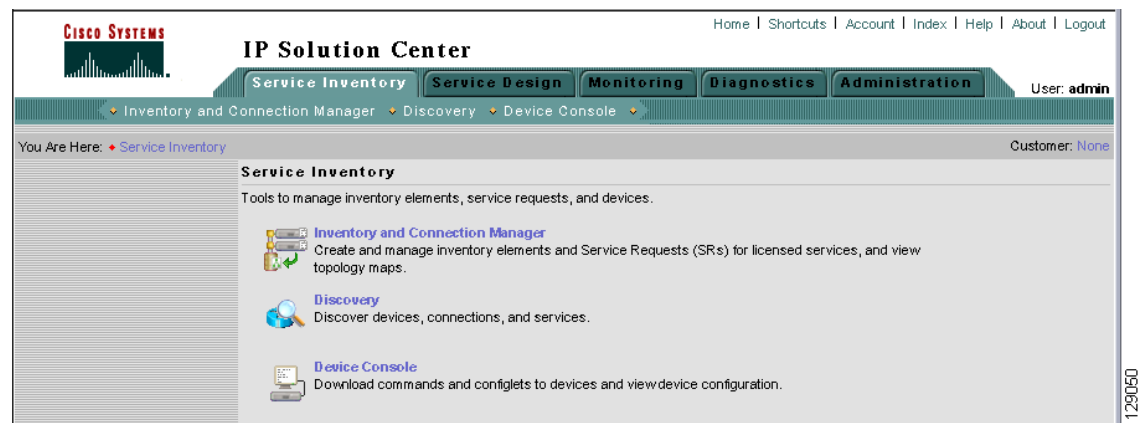 CISCO SYSTEMS
Home | Shortcuts | Account | Index | Help | About | Logout
IP Solution Center
Service Inventory Service Design Monitoring Diagnostics Administration
User: admin
Inventory and Connection Manager Discovery Device Console
You Are Here: Service Inventory
Customer: None
Service Inventory
Tools to manage inventory elements, service requests, and devices.
Inventory and Connection Manager
Create and manage inventory elements and Service Requests (SRs) for licensed services, and view
topology maps.
Discovery
Discover devices, connections, and services.
Device Console
Download commands and configlets to devices and view device configuration.
129050